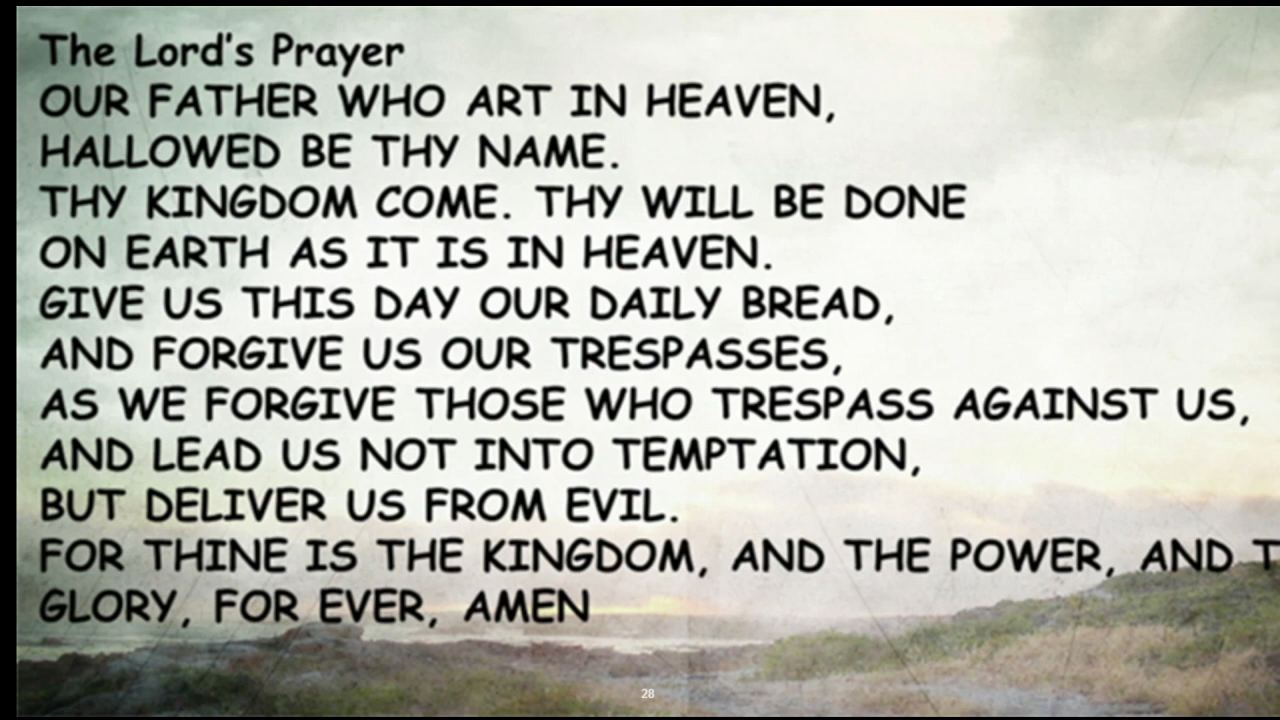 The Lord's Prayer
OUR FATHER WHO ART IN HEAVEN,
HALLOWED BE THY NAME.
THY KINGDOM COME. THY WILL BE DONE
ON EARTH AS IT IS IN HEAVEN.
GIVE US THIS DAY OUR DAILY BREAD,
AND FORGIVE US OUR TRESPASSES,
AS WE FORGIVE THOSE WHO TRESPASS AGAINST US,
AND LEAD US NOT INTO TEMPTATION,
BUT DELIVER US FROM EVIL.
FOR THINE IS THE KINGDOM, AND THE POWER, AND
GLORY, FOR EVER, AMEN
28